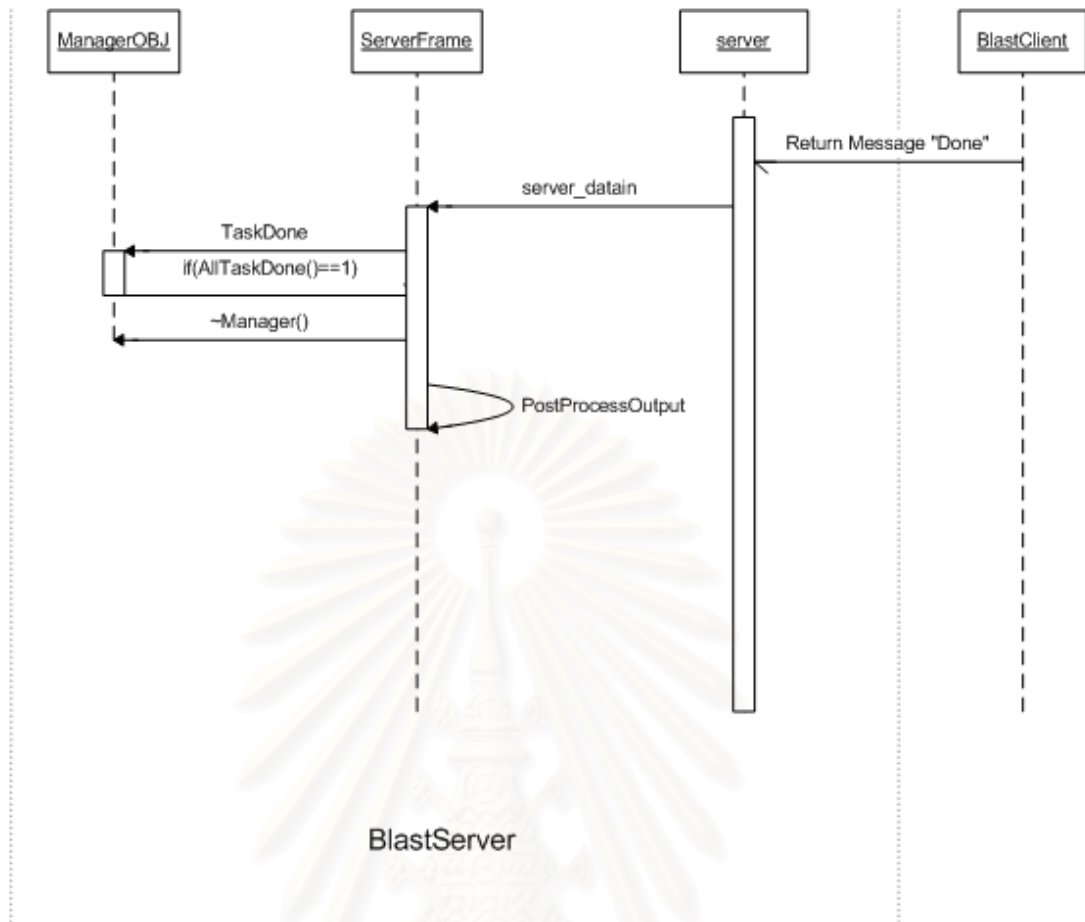 ManagerOBJ
ServerFrame
server
BlastClient
Return Message "Done"
server_datain
TaskDone
if(AllTaskDone()==1)
~Manager()
PostProcessOutput
BlastServer